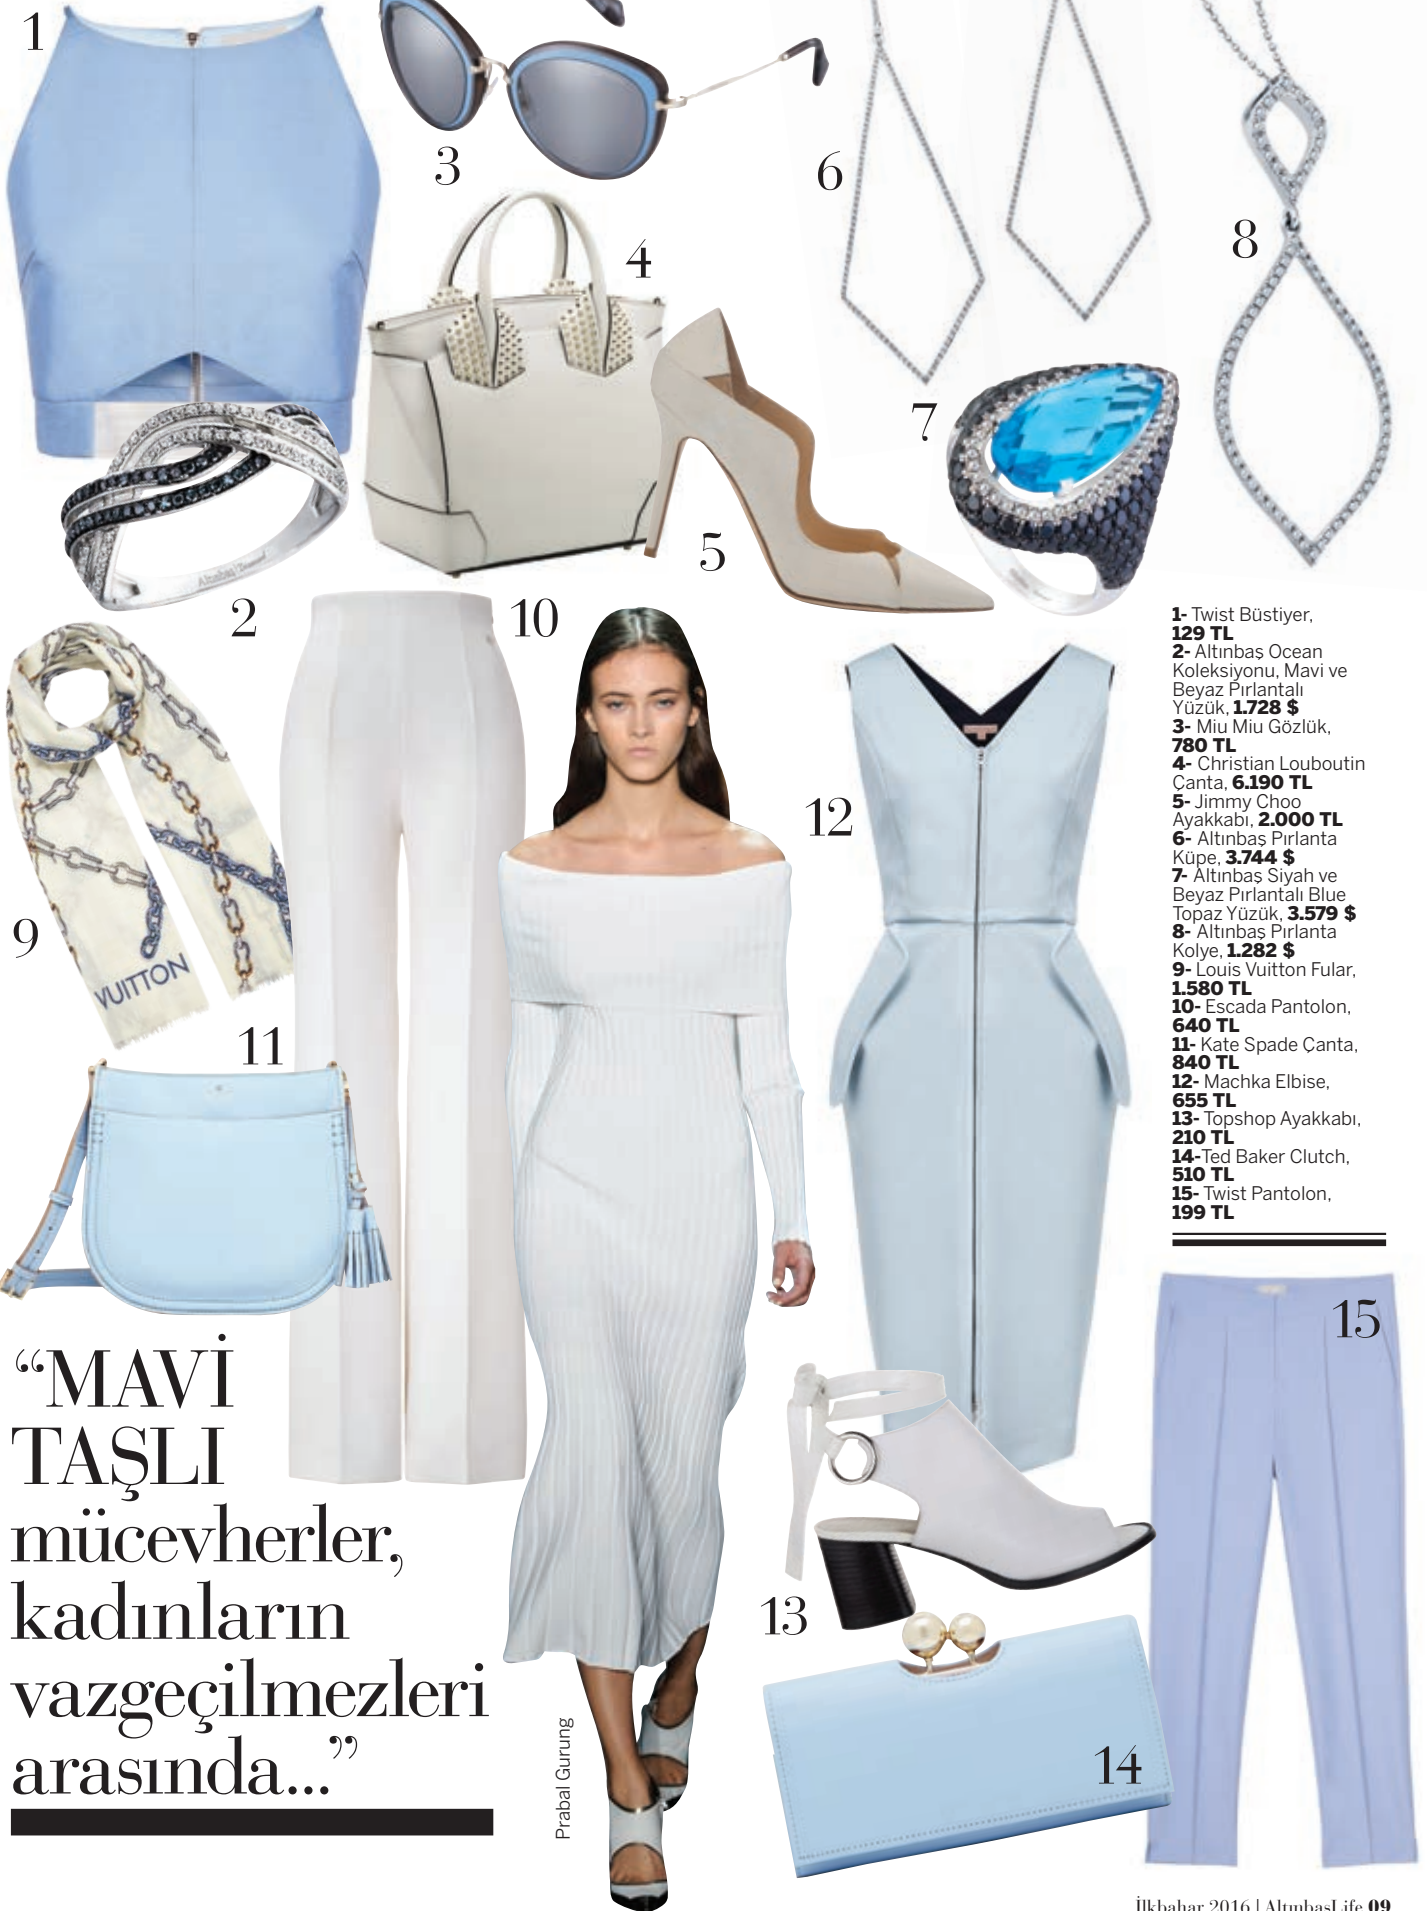 1
3
6
4
8
7
5
Altınbaş | Diamond
2
10
1- Twist Büstiyer,
129 TL
2- Altınbaş Ocean
Koleksiyonu, Mavi ve
Beyaz Pırlantalı
Yüzük, 1.728 $
3- Miu Miu Gözlük,
780 TL
4- Christian Louboutin
Çanta, 6.190 TL
5- Jimmy Choo
Ayakkabı, 2.000 TL
6- Altınbaş Pırlanta
Küpe, 3.744 $
7- Altınbaş Siyah ve
Beyaz Pırlantalı Blue
Topaz Yüzük, 3.579 $
8- Altınbaş Pırlanta
Kolye, 1.282 $
9- Louis Vuitton Fular,
1.580 TL
10- Escada Pantolon,
640 TL
11- Kate Spade Çanta,
840 TL
12- Machka Elbise,
655 TL
13- Topshop Ayakkabı,
210 TL
14-Ted Baker Clutch,
510 TL
15- Twist Pantolon,
199 TL
12
9
VUITTON
11
15
“MAVİ
TAŞLI
mücevherler,
kadınların
vazgeçilmezleri
arasında...”
13
14
Prabal Gurung
İlkbahar 2016 | AltınbaşLife 09